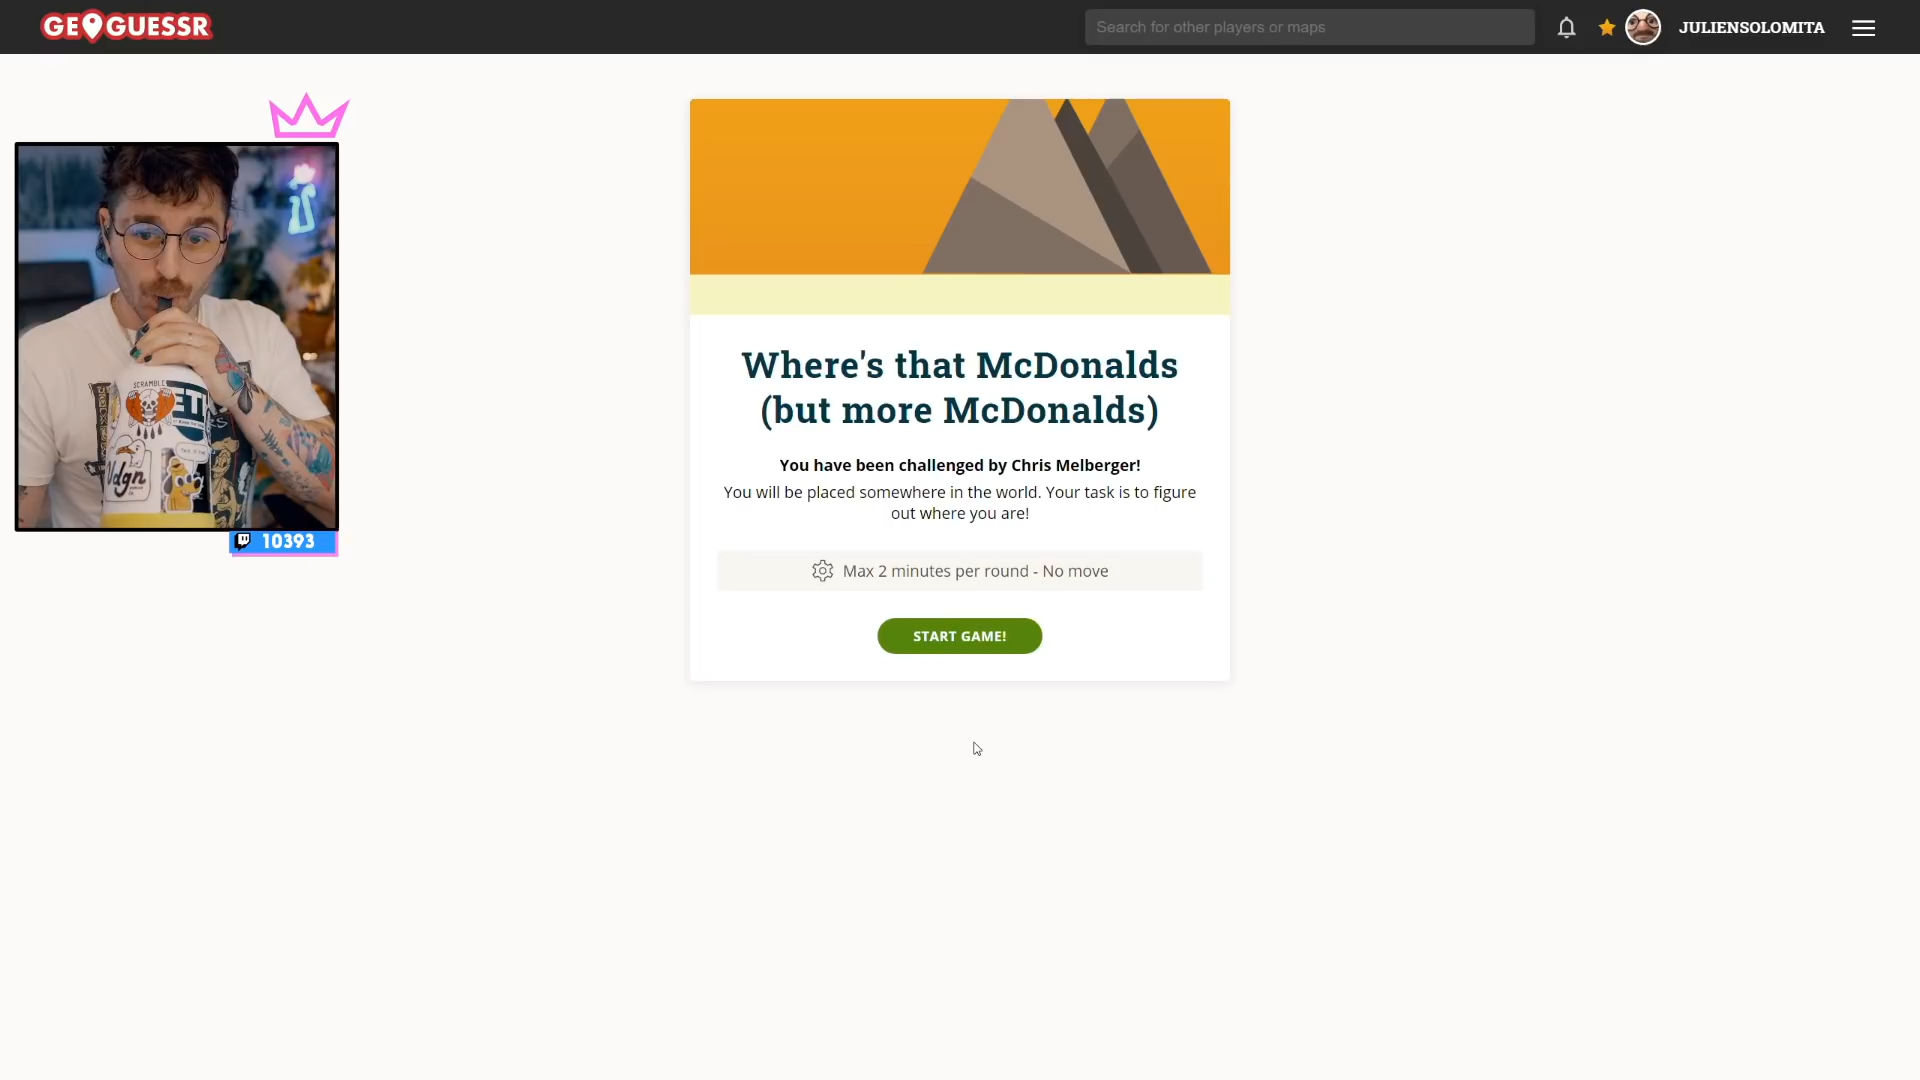 GEOGUESSR
Search for other players or maps
JULIENSOLOMITA
SCRAMBLE
Vdgn
10393
Where's that McDonalds
(but more McDonalds)
You have been challenged by Chris Melberger!
You will be placed somewhere in the world. Your task is to figure
out where you are!
Max 2 minutes per round - No move
START GAME!